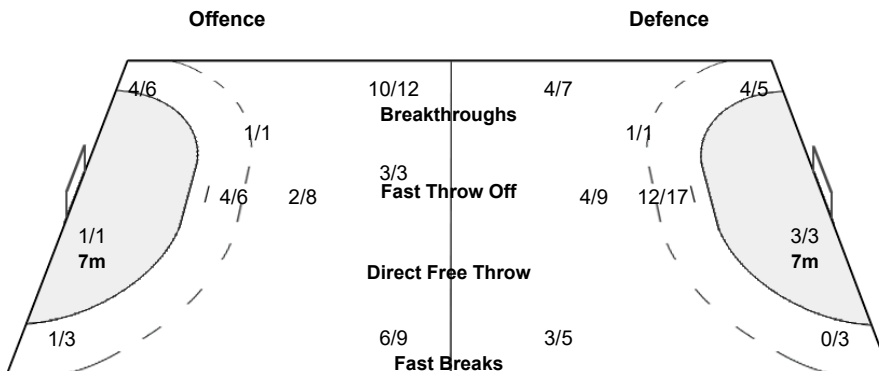 Offence Defence
4/6 10/12 4/7 4/5
Breakthroughs
1/1 1/1
3/3
4/6 2/8 Fast Throw Off 4/9 12/17
1/1 3/3
7m 7m
Direct Free Throw
1/3 6/9 3/5 0/3
Fast Breaks